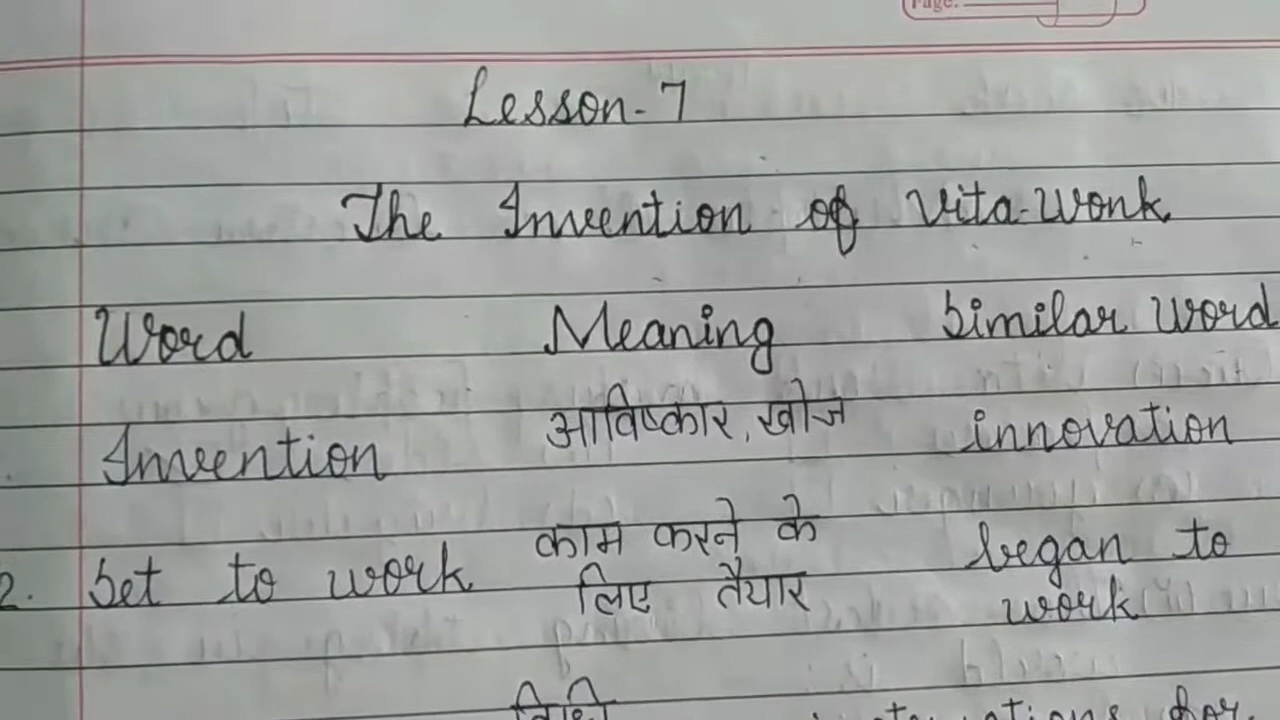 Page:
Lesson-7
The Invention of Vita-Wonk
Word Meaning Similar word
Invention आविष्कार, खोज innovation
2. Set to work काम करने के began to
लिए तैयार work
विधि for.